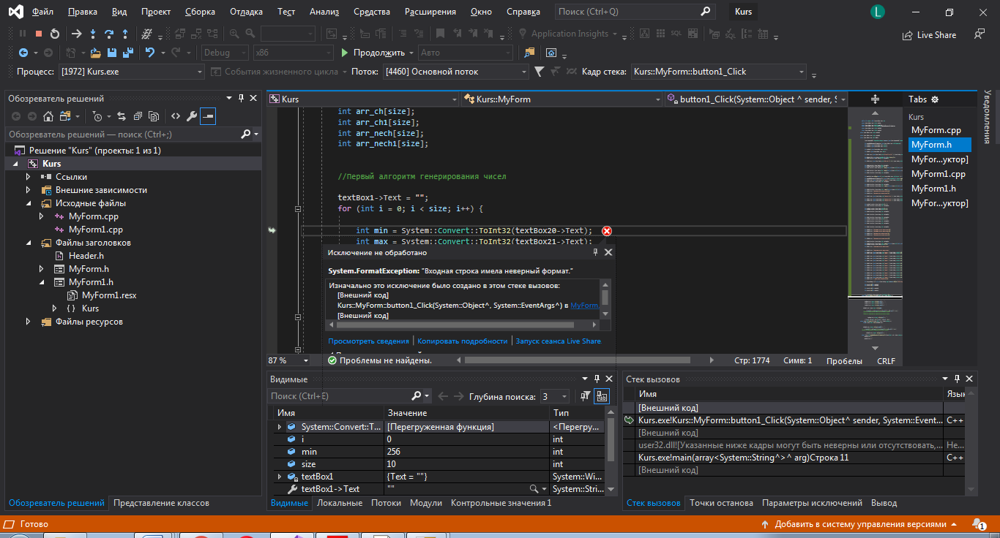 Файл Правка Вид Проект Сборка Отладка Тест Анализ Средства Расширения Окно Справка Поиск (Ctrl+Q) Kurs L
Application Insights SQL SQL Live Share
Debug x86 Продолжить Авто
Процесс: [1972] Kurs.exe События жизненного цикла Поток: [4460] Основной поток Кадр стека: Kurs::MyForm::button1_Click
Обозреватель решений
Обозреватель решений — поиск (Ctrl+;)
Решение "Kurs" (проекты: 1 из 1)
Kurs
Ссылки
Внешние зависимости
Исходные файлы
MyForm.cpp
MyForm1.cpp
Файлы заголовков
Header.h
MyForm.h
MyForm1.h
MyForm1.resx
Kurs
Файлы ресурсов
Обозреватель решений Представление классов
Kurs Kurs::MyForm button1_Click(System::Object ^ sender, S
int arr_ch[size];
int arr_ch1[size];
int arr_nech[size];
int arr_nech1[size];
//Первый алгоритм генерирования чисел
textBox1->Text = "";
for (int i = 0; i < size; i++) {
int min = System::Convert::ToInt32(textBox20->Text);
int max = System::Convert::ToInt32(textBox21->Text);
Исключение не обработано
System.FormatException: "Входная строка имела неверный формат."
Изначально это исключение было создано в этом стеке вызовов:
[Внешний код]
Kurs::MyForm::button1_Click(System::Object^, System::EventArgs^) в MyForm.
[Внешний код]
Просмотреть сведения Копировать подробности Запуск сеанса Live Share
87 % Проблемы не найдены. Стр: 1774 Симв: 1 Пробелы CRLF
Tabs
Kurs
MyForm.cpp
MyForm.h
MyFor...уктор]
MyForm1.cpp
MyForm1.h
MyFor...уктор]
Уведомления
Видимые
Поиск (Ctrl+E) Глубина поиска: 3
Имя Значение Тип
System::Convert::T... [Перегруженная функция] <Перегру...
i 0 int
min 256 int
size 10 int
textBox1 {Text = ""} System::Wi...
textBox1->Text "" System::Stri...
Видимые Локальные Потоки Модули Контрольные значения 1
Стек вызовов
Имя Язык
[Внешний код]
Kurs.exe!Kurs::MyForm::button1_Click(System::Object^ sender, System::Event... C++
[Внешний код]
user32.dll![Указанные ниже кадры могут быть неверны или отсутствовать,... Не...
Kurs.exe!main(array<System::String^>^ arg)Строка 11 C++
[Внешний код]
Стек вызовов Точки останова Параметры исключений Вывод
Готово Добавить в систему управления версиями 1